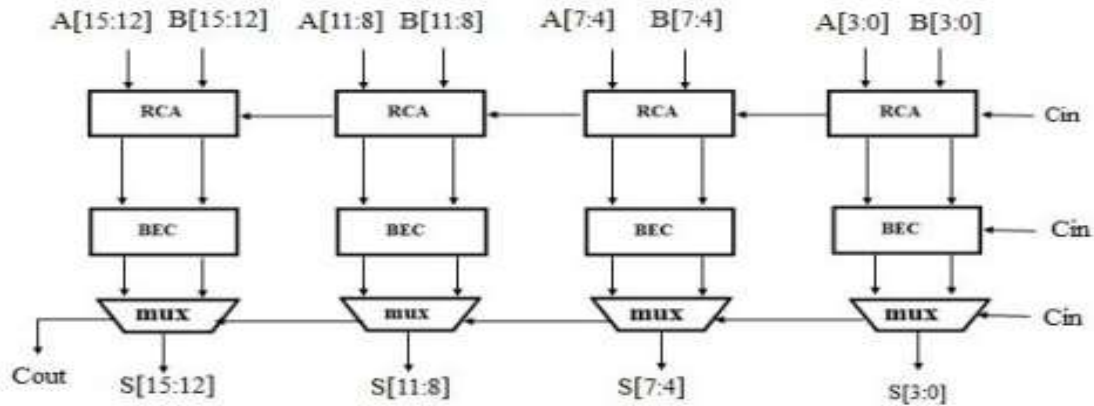 A[15:12] B[15:12] A[11:8] B[11:8] A[7:4] B[7:4] A[3:0] B[3:0]
RCA RCA RCA RCA Cin
BEC BEC BEC BEC Cin
mux mux mux mux Cin
Cout S[15:12] S[11:8] S[7:4] S[3:0]